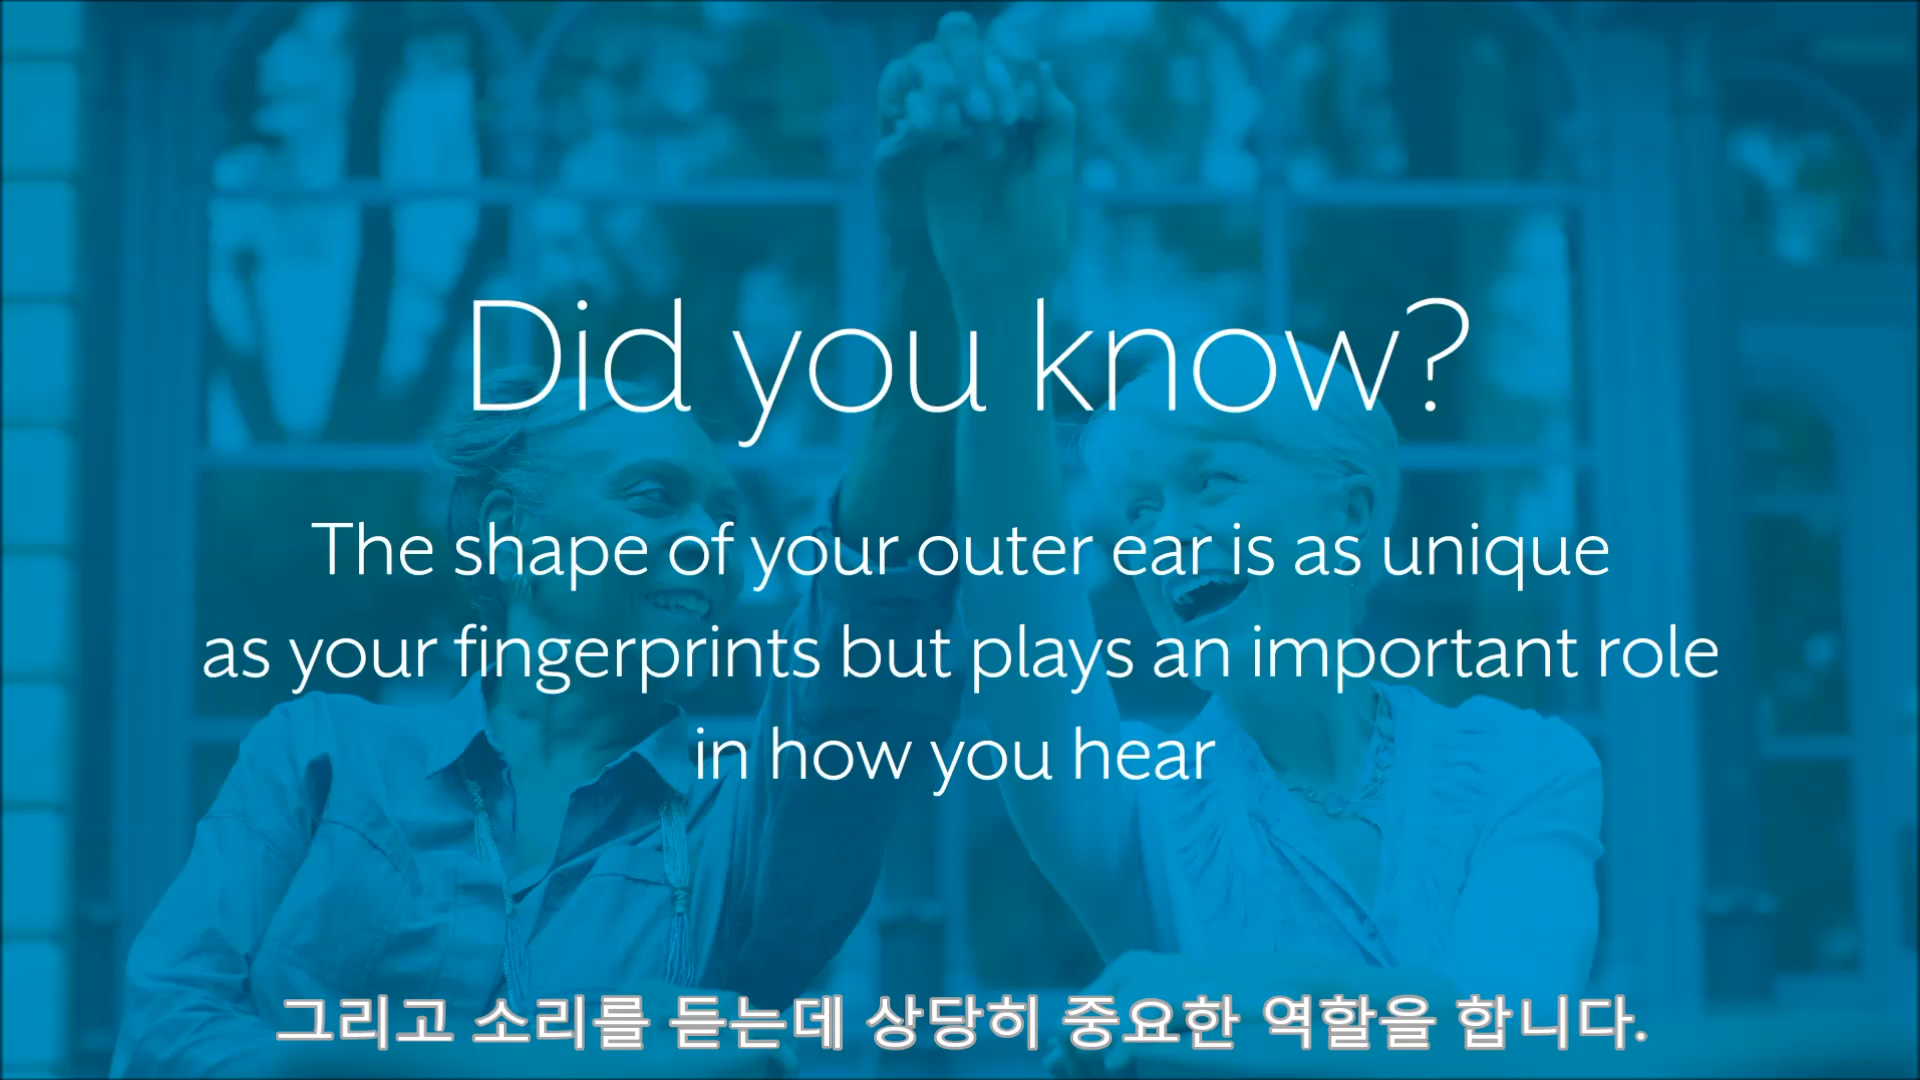 Did you know?
The shape of your outer ear is as unique
as your fingerprints but plays an important role
in how you hear
그리고 소리를 듣는데 상당히 중요한 역할을 합니다.